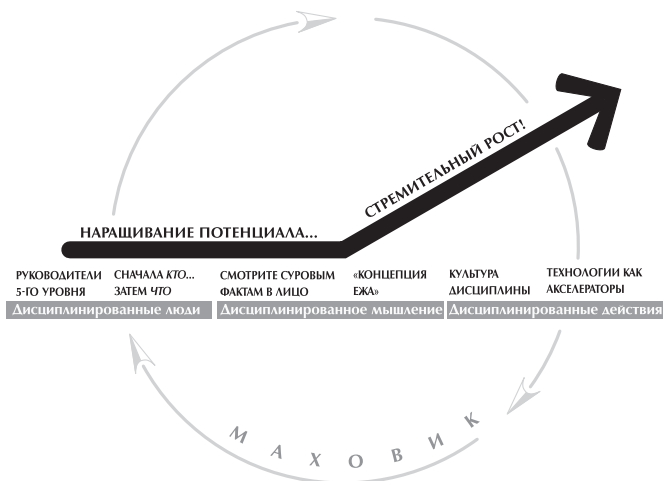 СТРЕМИТЕЛЬНЫЙ РОСТ!
НАРАЩИВАНИЕ ПОТЕНЦИАЛА...
РУКОВОДИТЕЛИ
5-ГО УРОВНЯ
СНАЧАЛА КТО...
ЗАТЕМ ЧТО
СМОТРИТЕ СУРОВЫМ
ФАКТАМ В ЛИЦО
«КОНЦЕПЦИЯ
ЕЖА»
КУЛЬТУРА
ДИСЦИПЛИНЫ
ТЕХНОЛОГИИ КАК
АКСЕЛЕРАТОРЫ
Дисциплинированные люди
Дисциплинированное мышление
Дисциплинированные действия
МАХОВИК